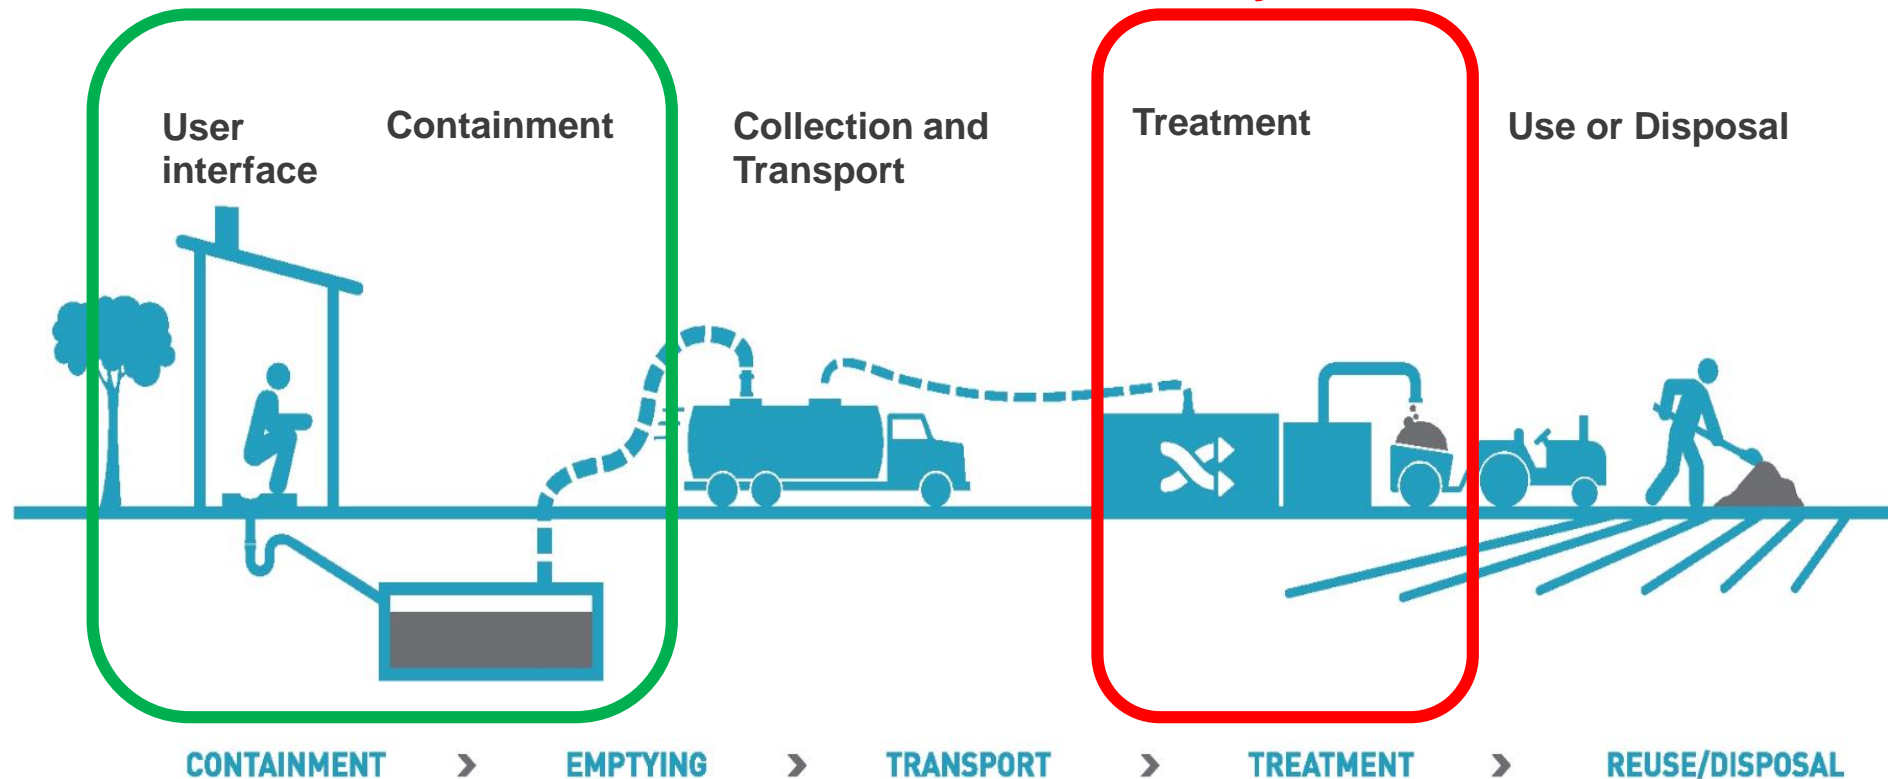 User
interface
Containment
Collection and
Transport
Treatment
Use or Disposal
CONTAINMENT > EMPTYING > TRANSPORT > TREATMENT > REUSE/DISPOSAL